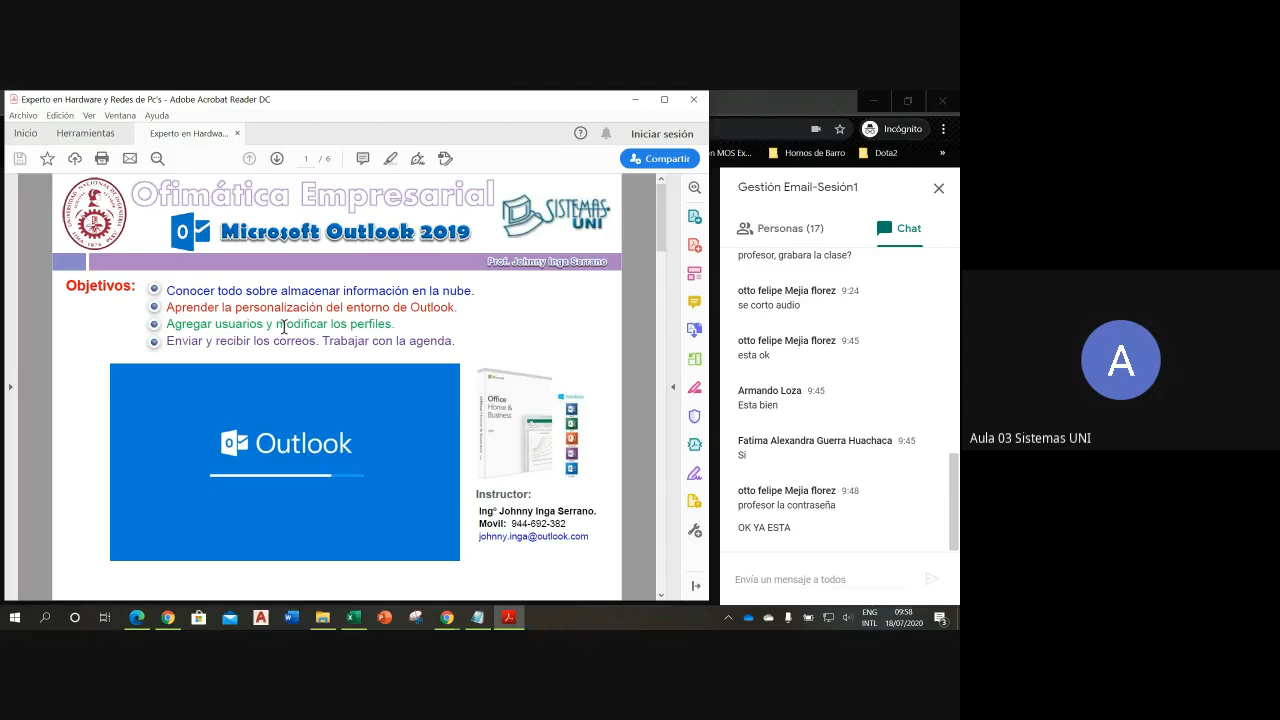 Experto en Hardware y Redes de Pc's - Adobe Acrobat Reader DC
Archivo Edición Ver Ventana Ayuda
Inicio Herramientas Experto en Hardwa... × Iniciar sesión
1 / 6 Compartir
Ofimática Empresarial
Microsoft Outlook 2019
SISTEMAS
UNI
Prof. Johnny Inga Serrano
Objetivos:
Conocer todo sobre almacenar información en la nube.
Aprender la personalización del entorno de Outlook.
Agregar usuarios y modificar los perfiles.
Enviar y recibir los correos. Trabajar con la agenda.
Outlook
Office
Home &
Business
Instructor:
Ingº Johnny Inga Serrano.
Movil: 944-692-382
johnny.inga@outlook.com
Incógnito
ón MOS Ex... Hornos de Barro Dota2 »
Gestión Email-Sesión1
Personas (17) Chat
profesor, grabara la clase?
otto felipe Mejia florez 9:24
se corto audio
otto felipe Mejia florez 9:45
esta ok
Armando Loza 9:45
Esta bien
Fatima Alexandra Guerra Huachaca 9:45
Si
otto felipe Mejia florez 9:48
profesor la contraseña
OK YA ESTA
Envía un mensaje a todos
ENG
INTL
09:58
18/07/2020
3
A
Aula 03 Sistemas UNI